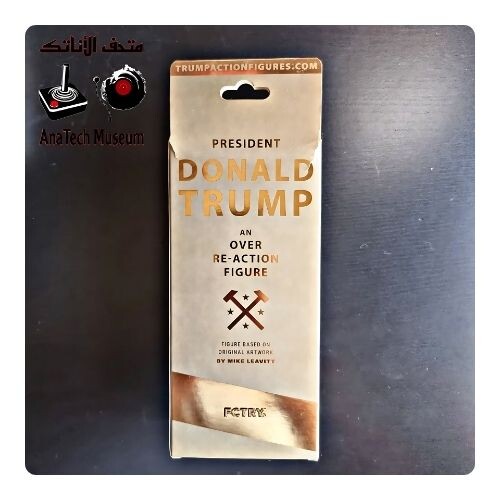 متحف الأناتك
AnaTech Museum
TRUMPACTIONFIGURES.COM
PRESIDENT
DONALD
TRUMP
AN
OVER
RE-ACTION
FIGURE
FIGURE BASED ON
ORIGINAL ARTWORK
BY MIKE LEAVITT
FCTRY.